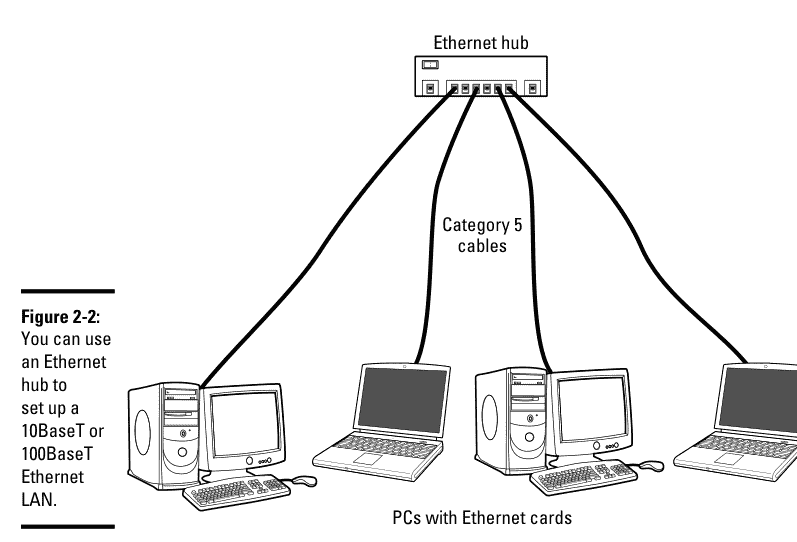 Ethernet hub
Category 5
cables
Figure 2-2:
You can use
an Ethernet
hub to
set up a
10BaseT or
100BaseT
Ethernet
LAN.
PCs with Ethernet cards